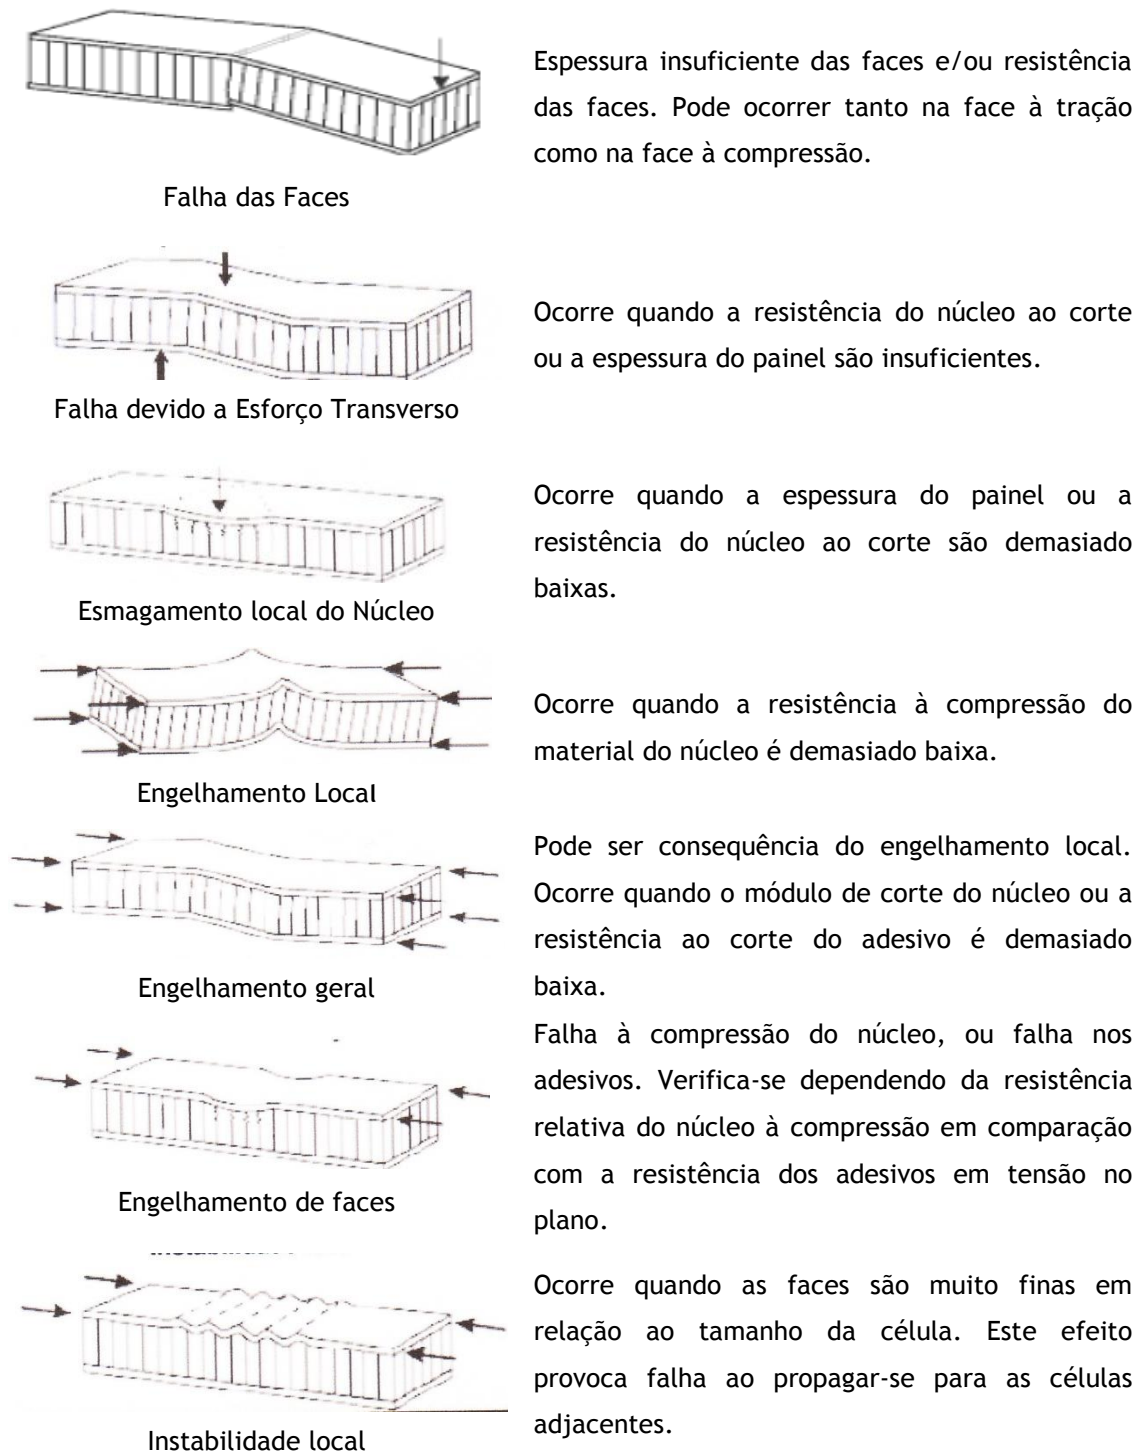 Espessura insuficiente das faces e/ou resistência
das faces. Pode ocorrer tanto na face à tração
como na face à compressão.
Falha das Faces
Ocorre quando a resistência do núcleo ao corte
ou a espessura do painel são insuficientes.
Falha devido a Esforço Transverso
Ocorre quando a espessura do painel ou a
resistência do núcleo ao corte são demasiado
baixas.
Esmagamento local do Núcleo
Ocorre quando a resistência à compressão do
material do núcleo é demasiado baixa.
Engelhamento Local
Pode ser consequência do engelhamento local.
Ocorre quando o módulo de corte do núcleo ou a
resistência ao corte do adesivo é demasiado
baixa.
Engelhamento geral
Falha à compressão do núcleo, ou falha nos
adesivos. Verifica-se dependendo da resistência
relativa do núcleo à compressão em comparação
com a resistência dos adesivos em tensão no
plano.
Engelhamento de faces
Ocorre quando as faces são muito finas em
relação ao tamanho da célula. Este efeito
provoca falha ao propagar-se para as células
adjacentes.
Instabilidade local